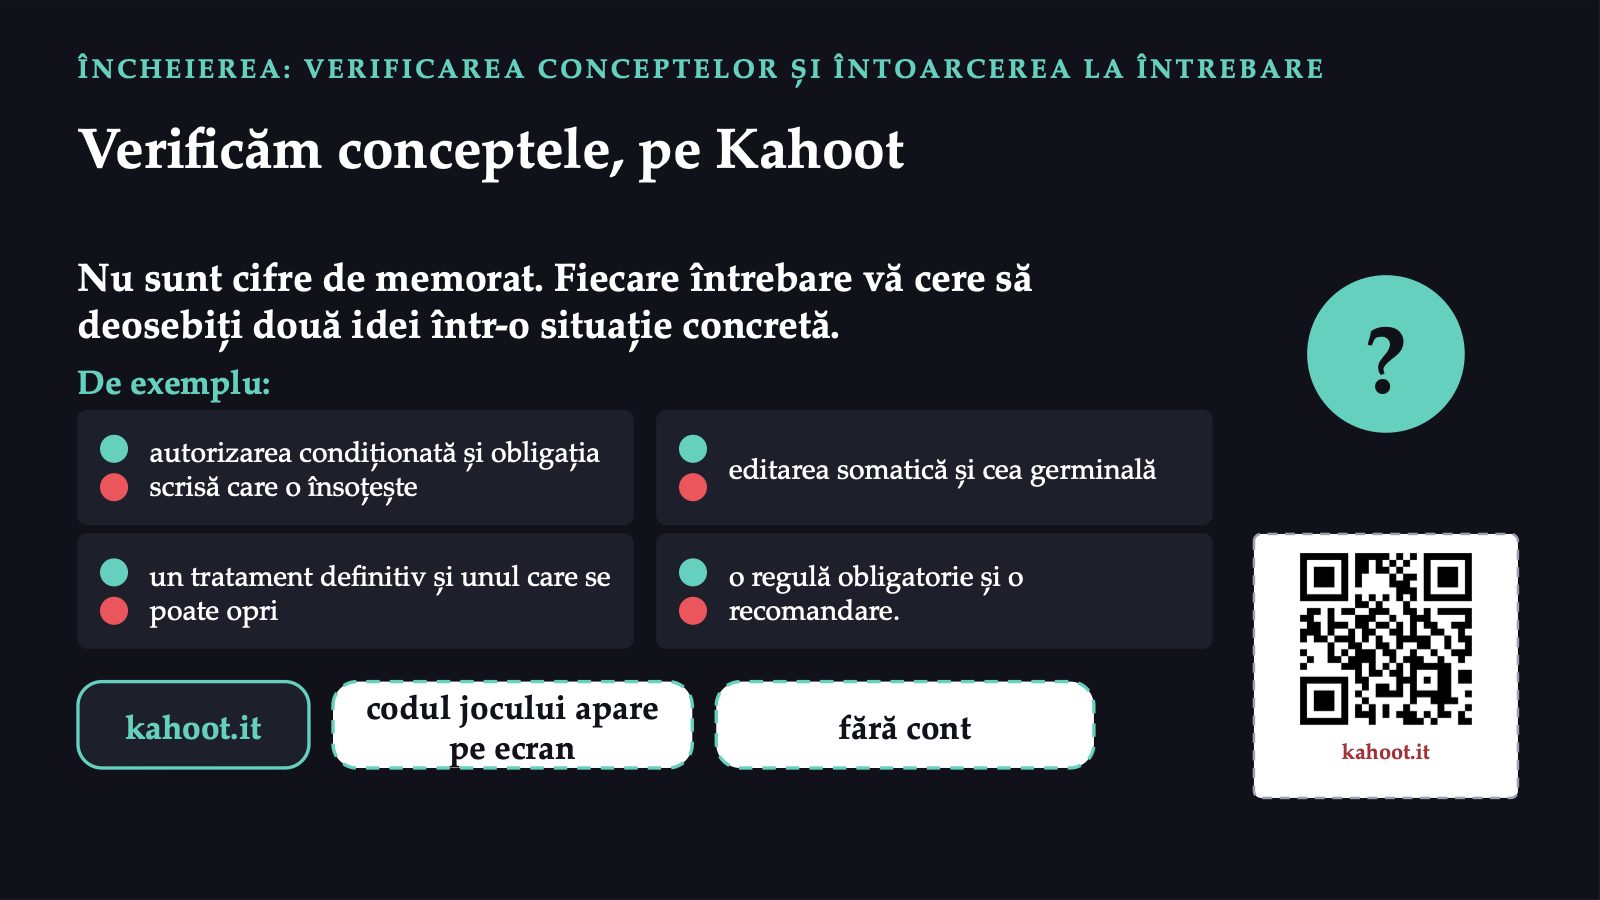 ÎNCHEIEREA: VERIFICAREA CONCEPTELOR ȘI ÎNTOARCEREA LA ÎNTREBARE
Verificăm conceptele, pe Kahoot
Nu sunt cifre de memorat. Fiecare întrebare vă cere să
deosebiți două idei într-o situație concretă.
De exemplu:
autorizarea condiționată și obligația
scrisă care o însoțește
editarea somatică și cea germinală
un tratament definitiv și unul care se
poate opri
o regulă obligatorie și o
recomandare.
kahoot.it
codul jocului apare
pe ecran
fără cont
?
kahoot.it